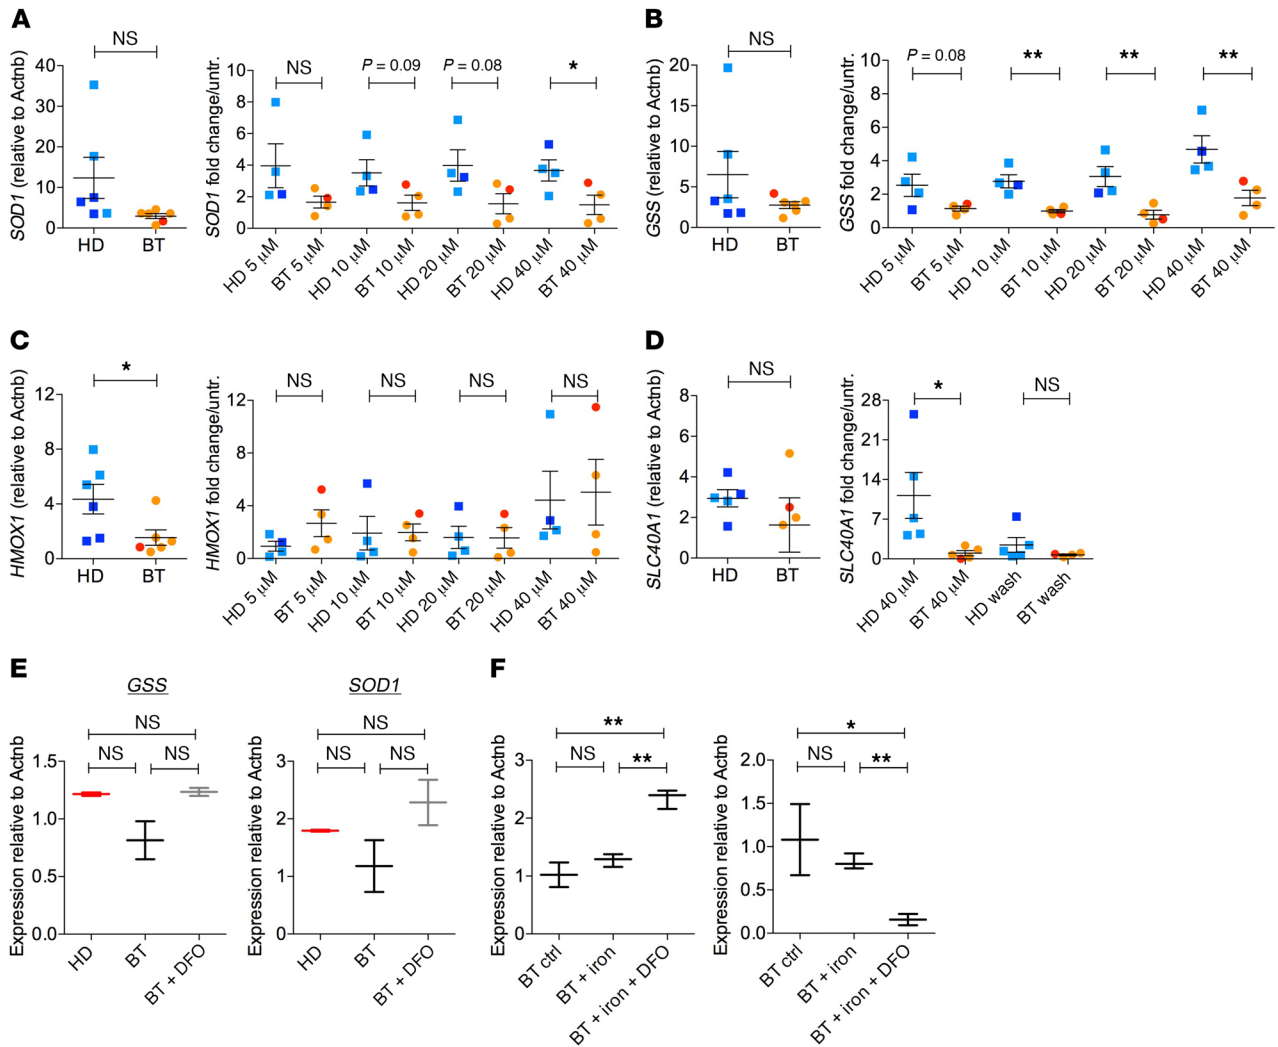 A
NS
SOD1 (relative to Actnb)
40
30
20
10
0
HD
BT
SOD1 fold change/untr.
10
8
6
4
2
0
NS
P = 0.09
P = 0.08
*
HD 5 µM
BT 5 µM
HD 10 µM
BT 10 µM
HD 20 µM
BT 20 µM
HD 40 µM
BT 40 µM
B
NS
GSS (relative to Actnb)
20
15
10
5
0
HD
BT
GSS fold change/untr.
10
8
6
4
2
0
P = 0.08
**
**
**
HD 5 µM
BT 5 µM
HD 10 µM
BT 10 µM
HD 20 µM
BT 20 µM
HD 40 µM
BT 40 µM
C
*
HMOX1 (relative to Actnb)
12
8
4
0
HD
BT
HMOX1 fold change/untr.
12
8
4
0
NS
NS
NS
NS
HD 5 µM
BT 5 µM
HD 10 µM
BT 10 µM
HD 20 µM
BT 20 µM
HD 40 µM
BT 40 µM
D
NS
SLC40A1 (relative to Actnb)
8
6
4
2
0
HD
BT
SLC40A1 fold change/untr.
28
21
14
7
0
*
NS
HD 40 µM
BT 40 µM
HD wash
BT wash
E
GSS
NS
NS
NS
Expression relative to Actnb
1.5
1.0
0.5
0.0
HD
BT
BT + DFO
SOD1
NS
NS
NS
Expression relative to Actnb
3
2
1
0
HD
BT
BT + DFO
F
**
NS
**
Expression relative to Actnb
3
2
1
0
BT ctrl
BT + iron
BT + iron + DFO
*
NS
**
Expression relative to Actnb
2.0
1.5
1.0
0.5
0.0
BT ctrl
BT + iron
BT + iron + DFO